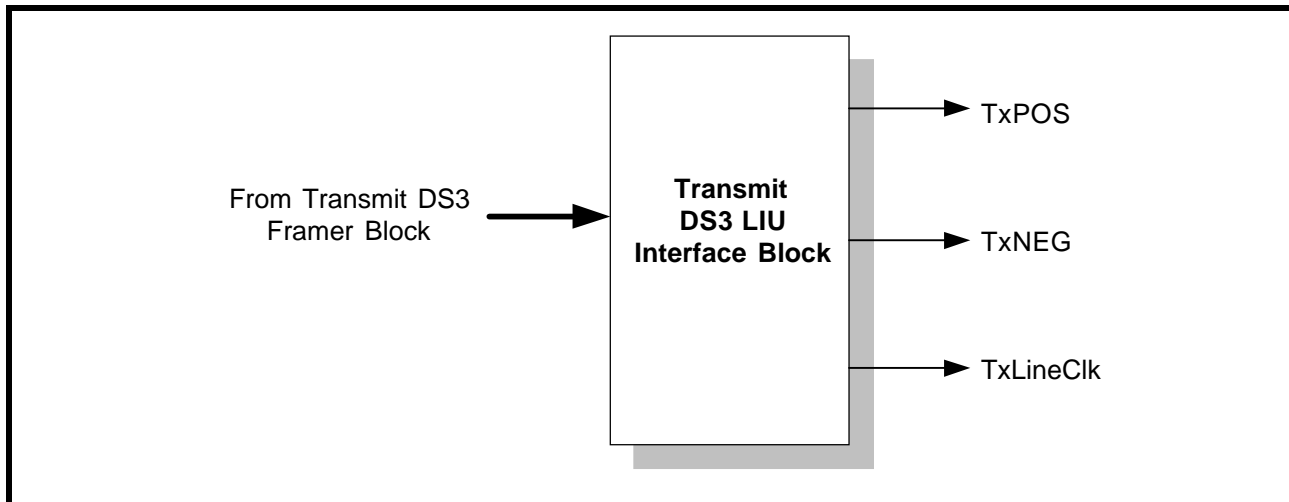 From Transmit DS3
Framer Block
Transmit
DS3 LIU
Interface Block
TxPOS
TxNEG
TxLineClk